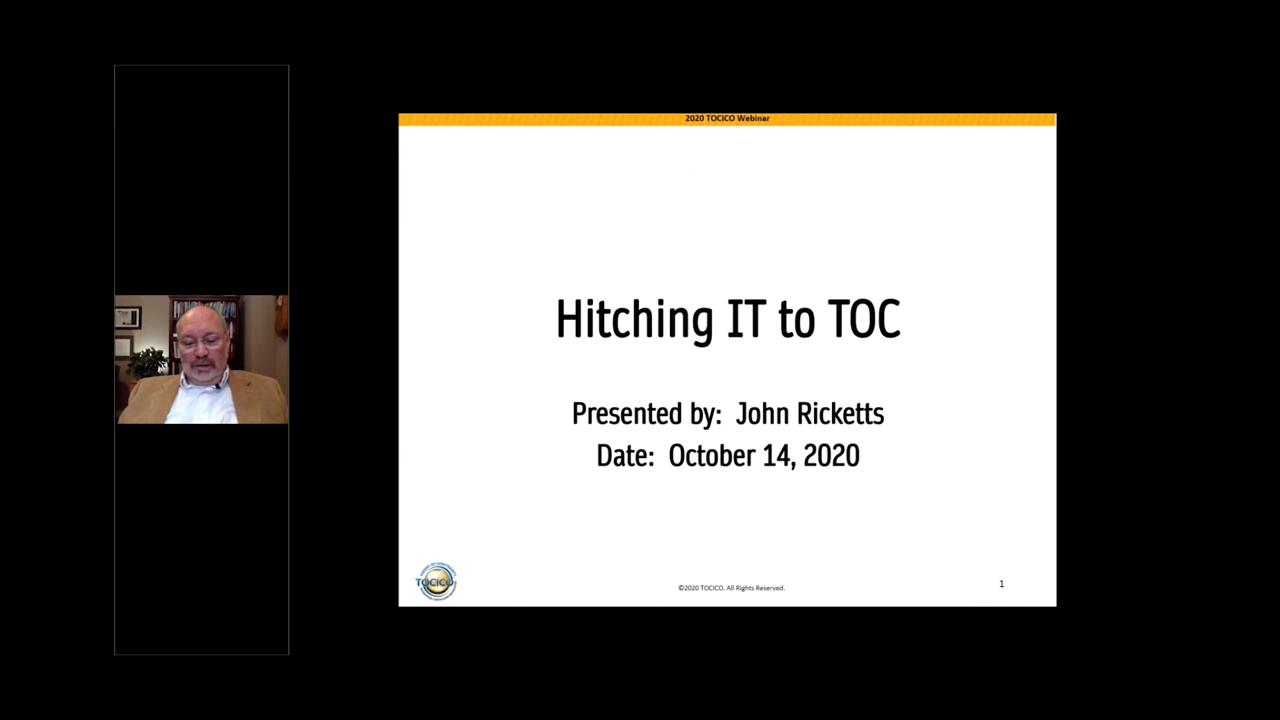 2020 TOCICO Webinar
Hitching IT to TOC
Presented by: John Ricketts
Date: October 14, 2020
TOCICO
©2020 TOCICO. All Rights Reserved.
1